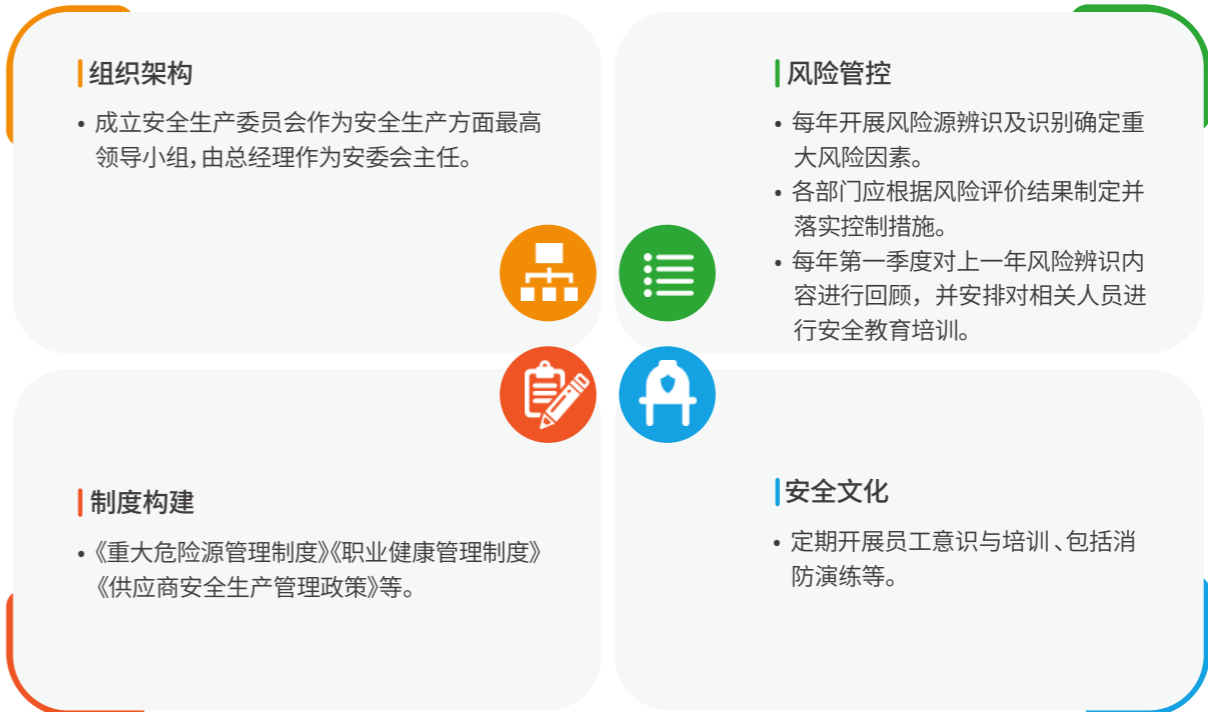 组织架构
• 成立安全生产委员会作为安全生产方面最高
领导小组,由总经理作为安委会主任。
风险管控
• 每年开展风险源辨识及识别确定重
大风险因素。
• 各部门应根据风险评价结果制定并
落实控制措施。
• 每年第一季度对上一年风险辨识内
容进行回顾，并安排对相关人员进
行安全教育培训。
制度构建
• 《重大危险源管理制度》《职业健康管理制度》
《供应商安全生产管理政策》等。
安全文化
• 定期开展员工意识与培训、包括消
防演练等。